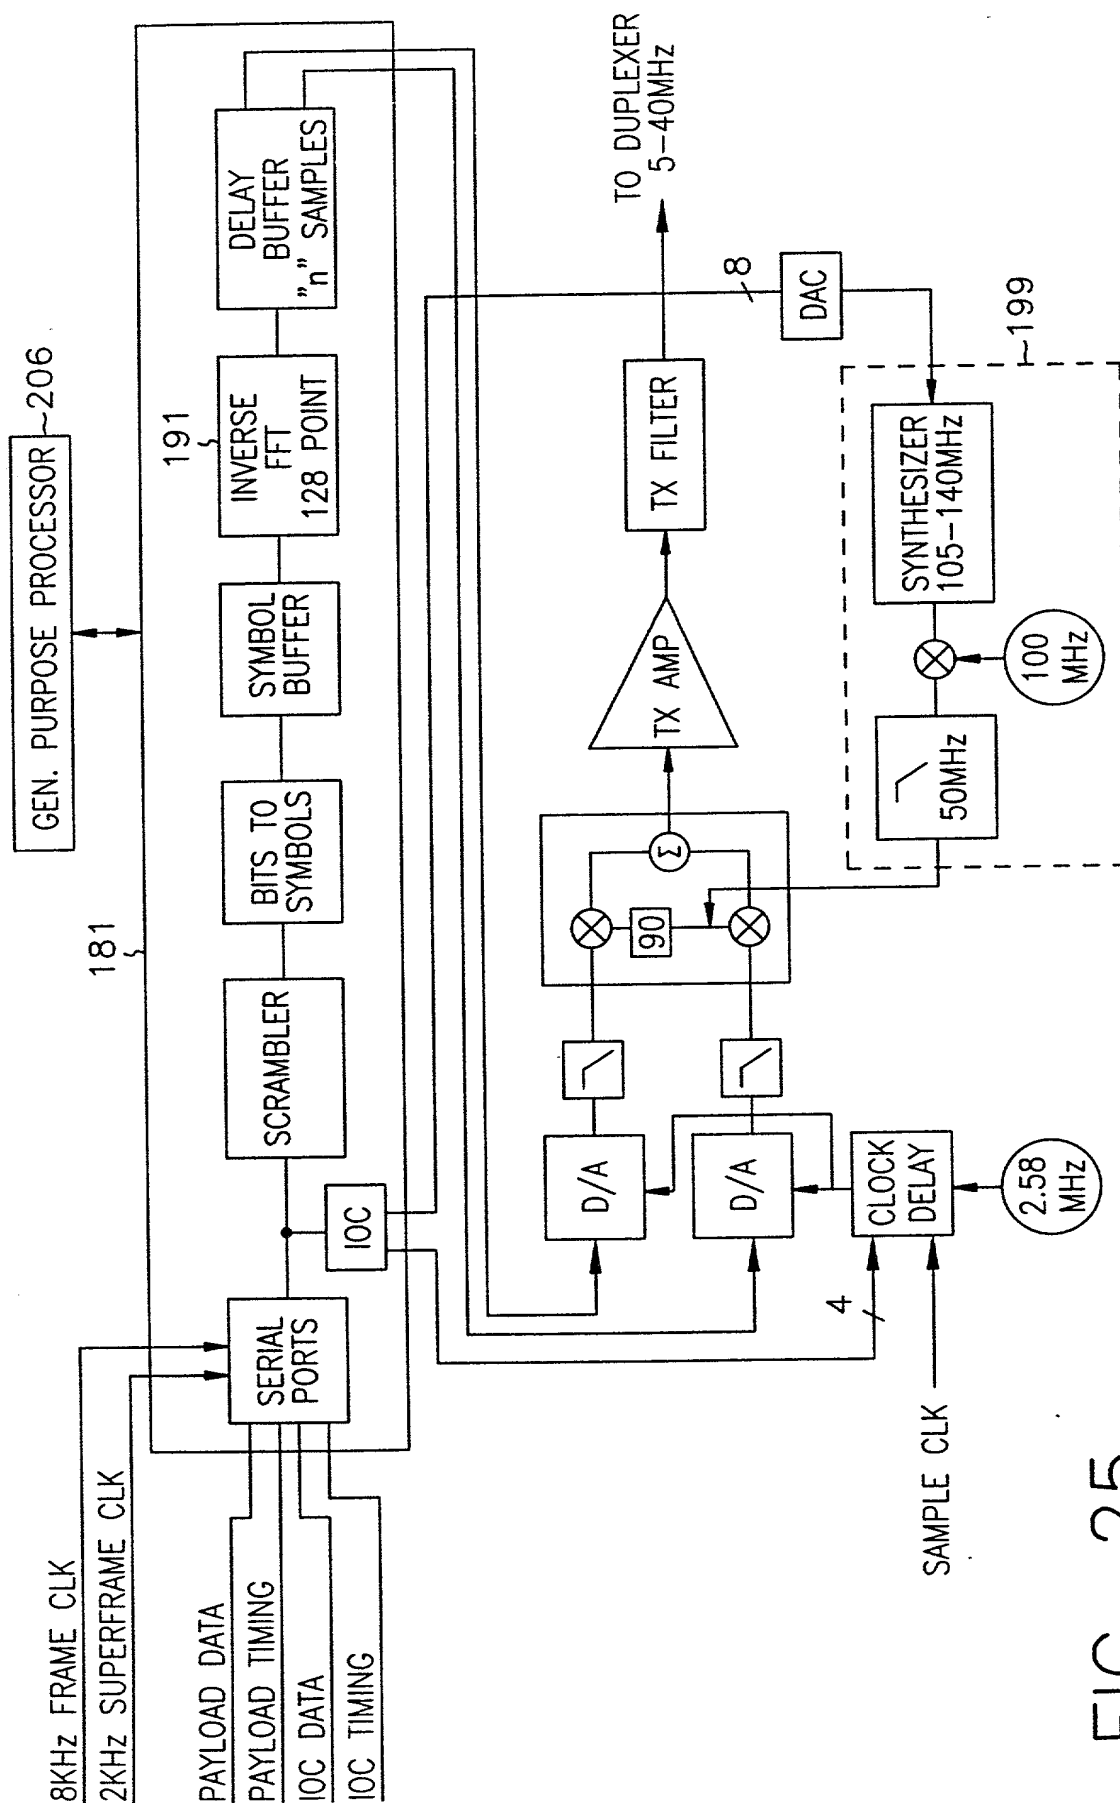 GEN. PURPOSE PROCESSOR
~206
181
191
8KHz FRAME CLK
2KHz SUPERFRAME CLK
PAYLOAD DATA
PAYLOAD TIMING
IOC DATA
IOC TIMING
SERIAL
PORTS
IOC
SCRAMBLER
BITS TO
SYMBOLS
SYMBOL
BUFFER
INVERSE
FFT
128 POINT
DELAY
BUFFER
"n" SAMPLES
D/A
D/A
90
Σ
TX AMP
TX FILTER
TO DUPLEXER
5-40MHz
4
8
CLOCK
DELAY
SAMPLE CLK
2.58
MHz
DAC
~199
SYNTHESIZER
105-140MHz
100
MHz
50MHz
FIG. 25